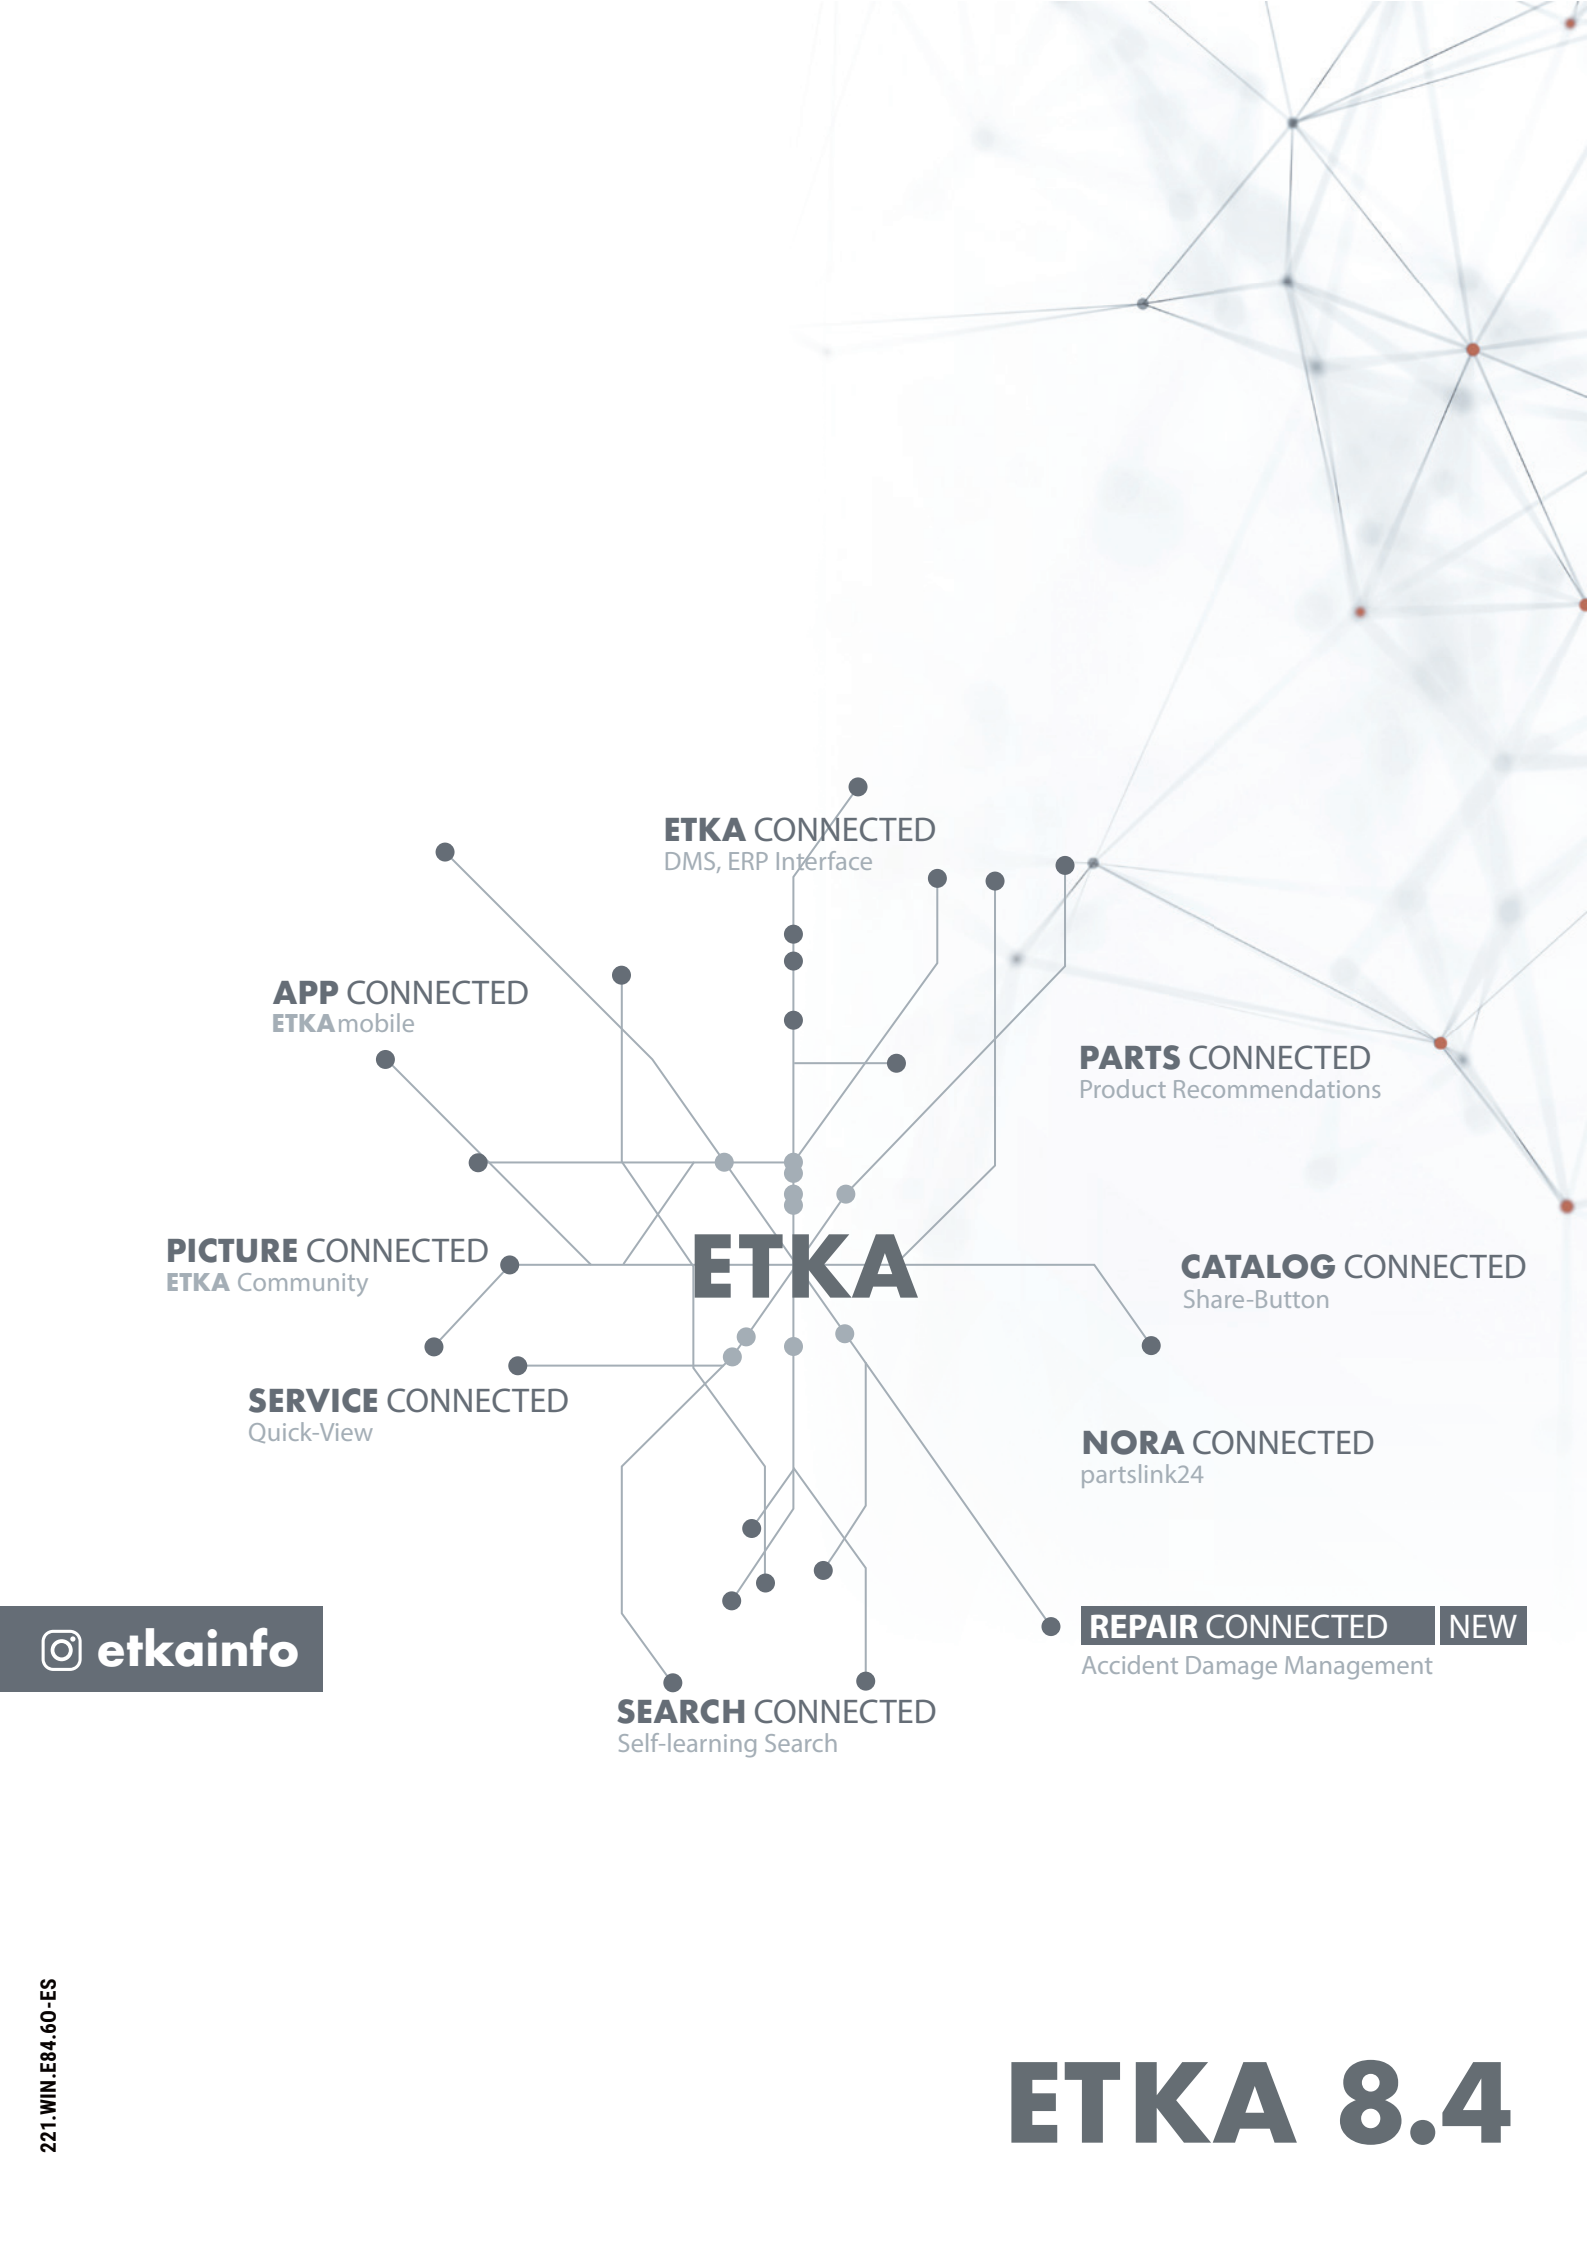 ETKA CONNECTED
DMS, ERP Interface
APP CONNECTED
ETKAmobile
PARTS CONNECTED
Product Recommendations
PICTURE CONNECTED
ETKA Community
ETKA
CATALOG CONNECTED
Share-Button
SERVICE CONNECTED
Quick-View
NORA CONNECTED
partslink24
etkainfo
REPAIR CONNECTED NEW
Accident Damage Management
SEARCH CONNECTED
Self-learning Search
221.WIN.E84.60-ES
ETKA 8.4